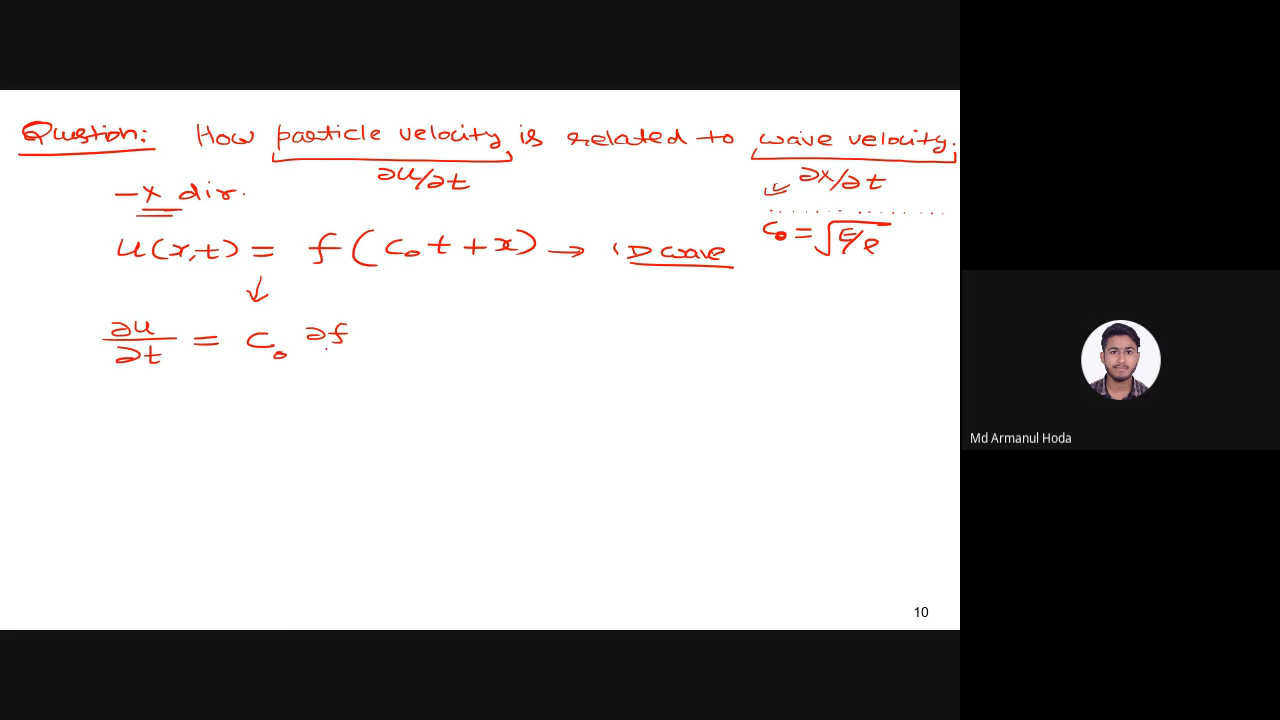 Question: How particle velocity is related to wave velocity.
∂u/∂t
∂x/∂t
-x dir.
c₀ = √E/ρ
u(x,t) = f(c₀t + x) → 1D wave
↓
∂u/∂t = c₀ ∂f
Md Armanul Hoda
10